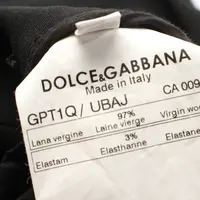 DOLCE&GABBANA
Made in Italy
GPT1Q/ UBAJ CA 009
97%
Lana vergine Laine vierge Virgin woo
3%
Elastam Elasthanne Elastane